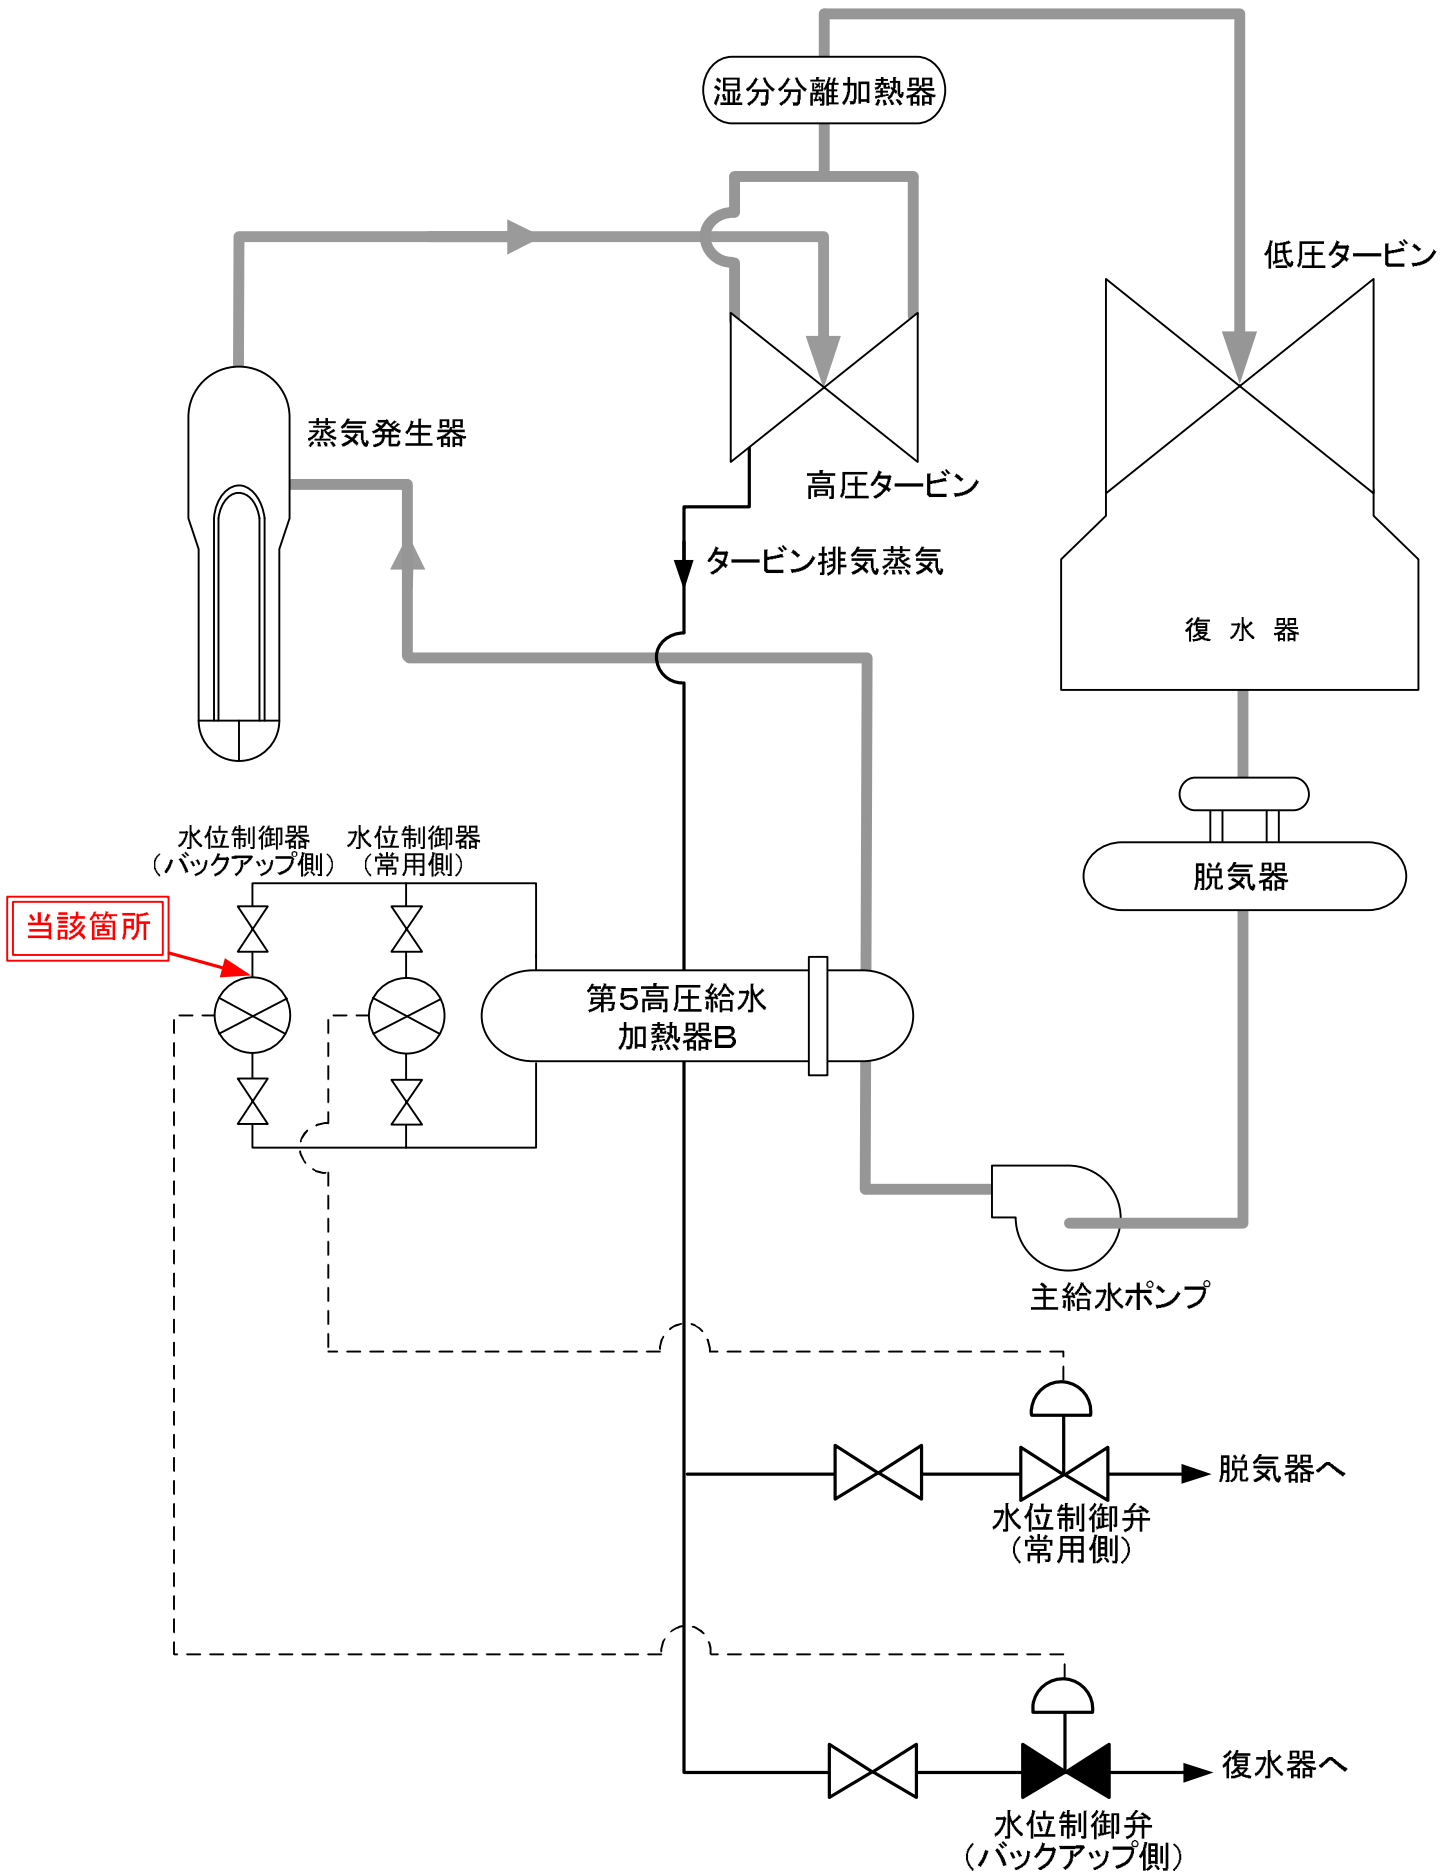 湿分分離加熱器
低圧タービン
蒸気発生器
高圧タービン
タービン排気蒸気
復水器
水位制御器
（バックアップ側）
水位制御器
（常用側）
脱気器
当該箇所
第5高圧給水
加熱器B
主給水ポンプ
脱気器へ
水位制御弁
（常用側）
復水器へ
水位制御弁
（バックアップ側）